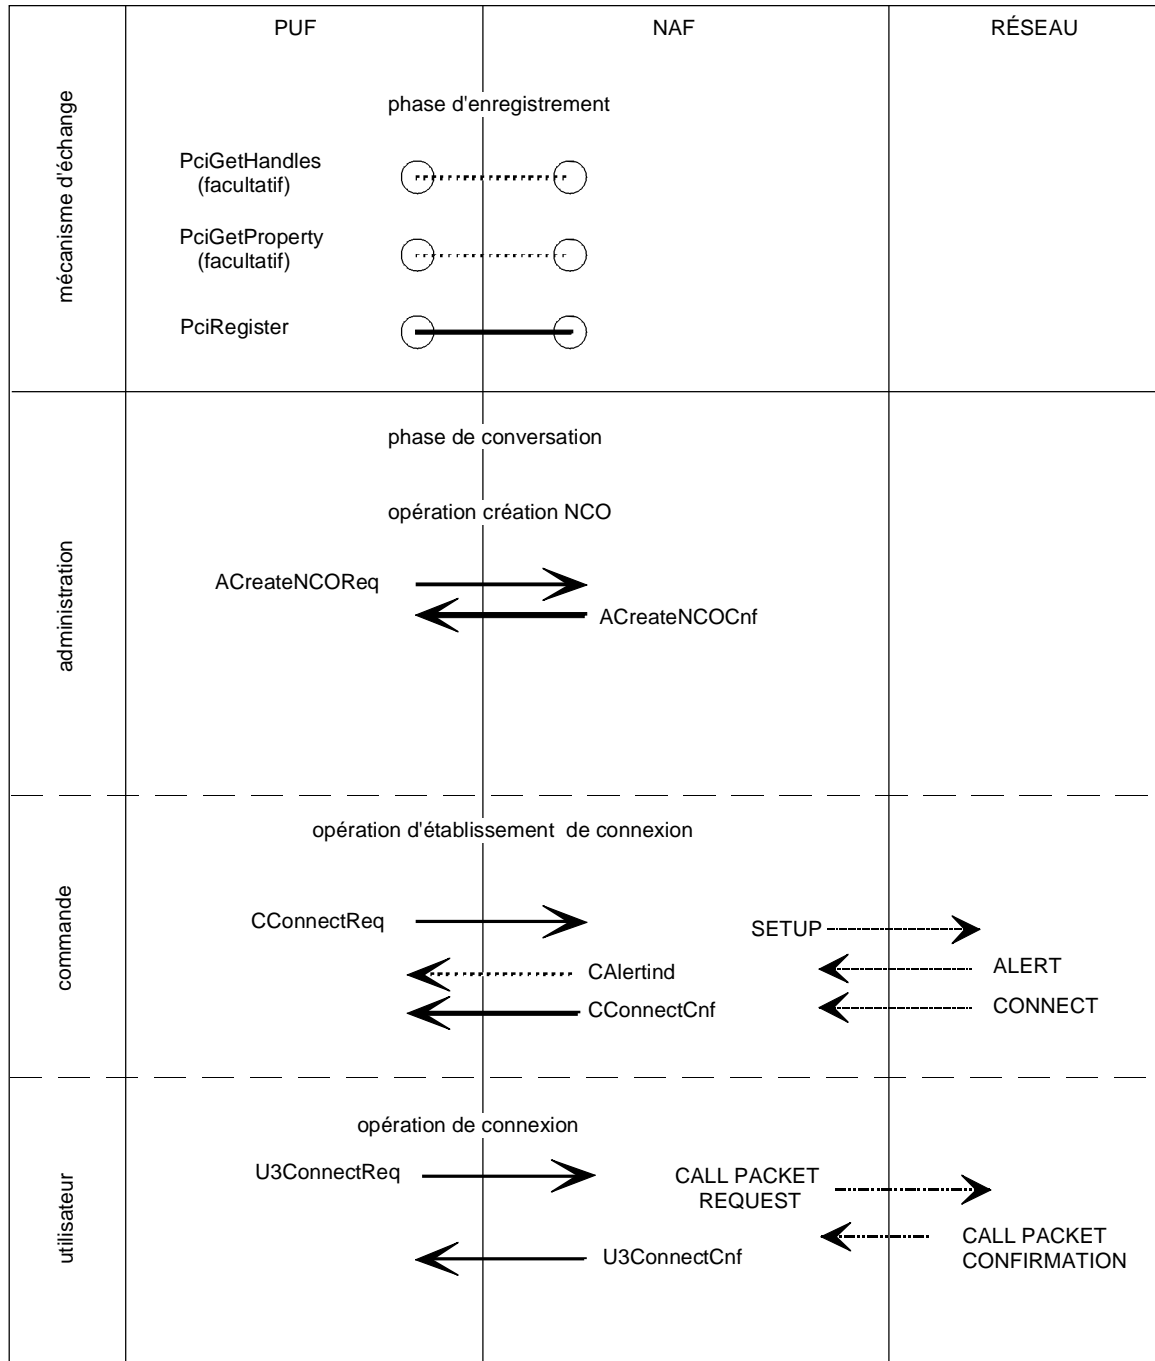 PUF
NAF
RÉSEAU
mécanisme d'échange
phase d'enregistrement
PciGetHandles
(facultatif)
PciGetProperty
(facultatif)
PciRegister
administration
phase de conversation
opération création NCO
ACreateNCOReq
ACreateNCOCnf
commande
opération d'établissement de connexion
CConnectReq
SETUP
CAlertind
ALERT
CConnectCnf
CONNECT
utilisateur
opération de connexion
U3ConnectReq
CALL PACKET
REQUEST
U3ConnectCnf
CALL PACKET
CONFIRMATION